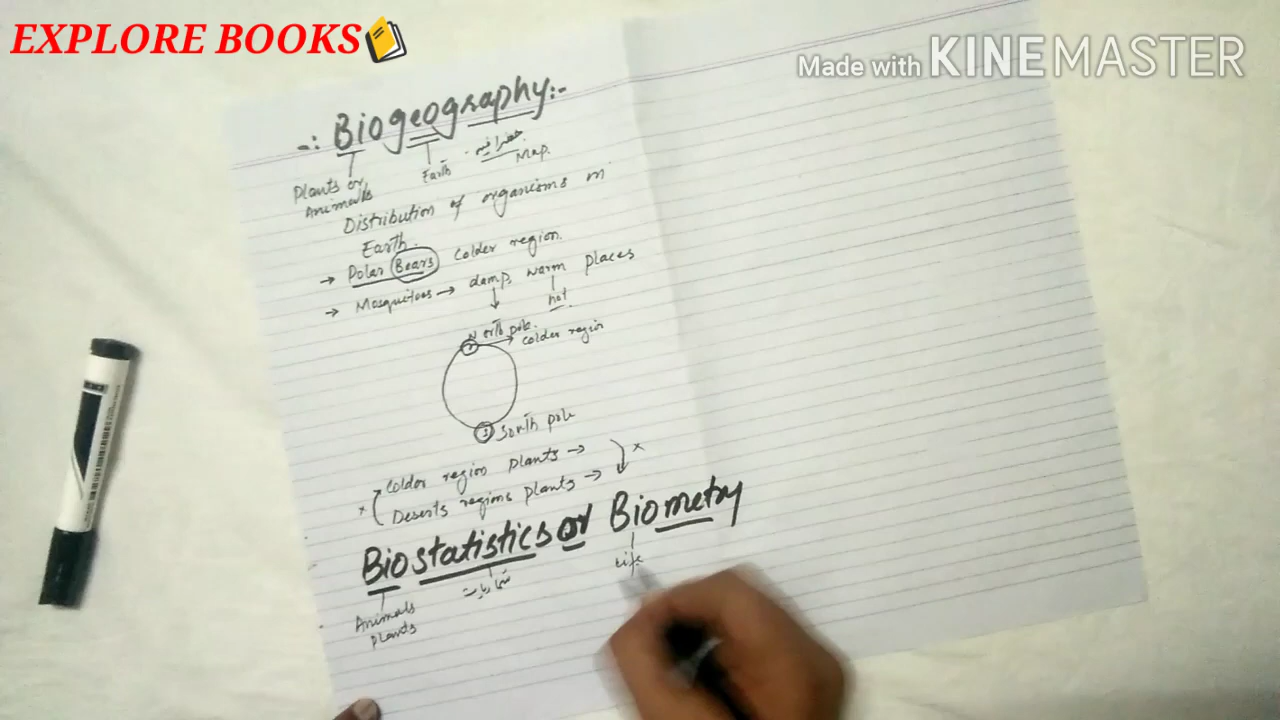 EXPLORE BOOKS
Made with KINEMASTER
-: Biogeography:-
Plants or
Animals
Earth
جغرافیہ
Map
Distribution of organisms on
Earth.
→ Polar Bears colder region.
→ Mosquitoes → damp, warm places
hot
North pole.
→ colder region
S South pole
x Colder region plants →
Deserts regions plants → x
Biostatistics or Biometry
Animals
plants
شماریات
Life